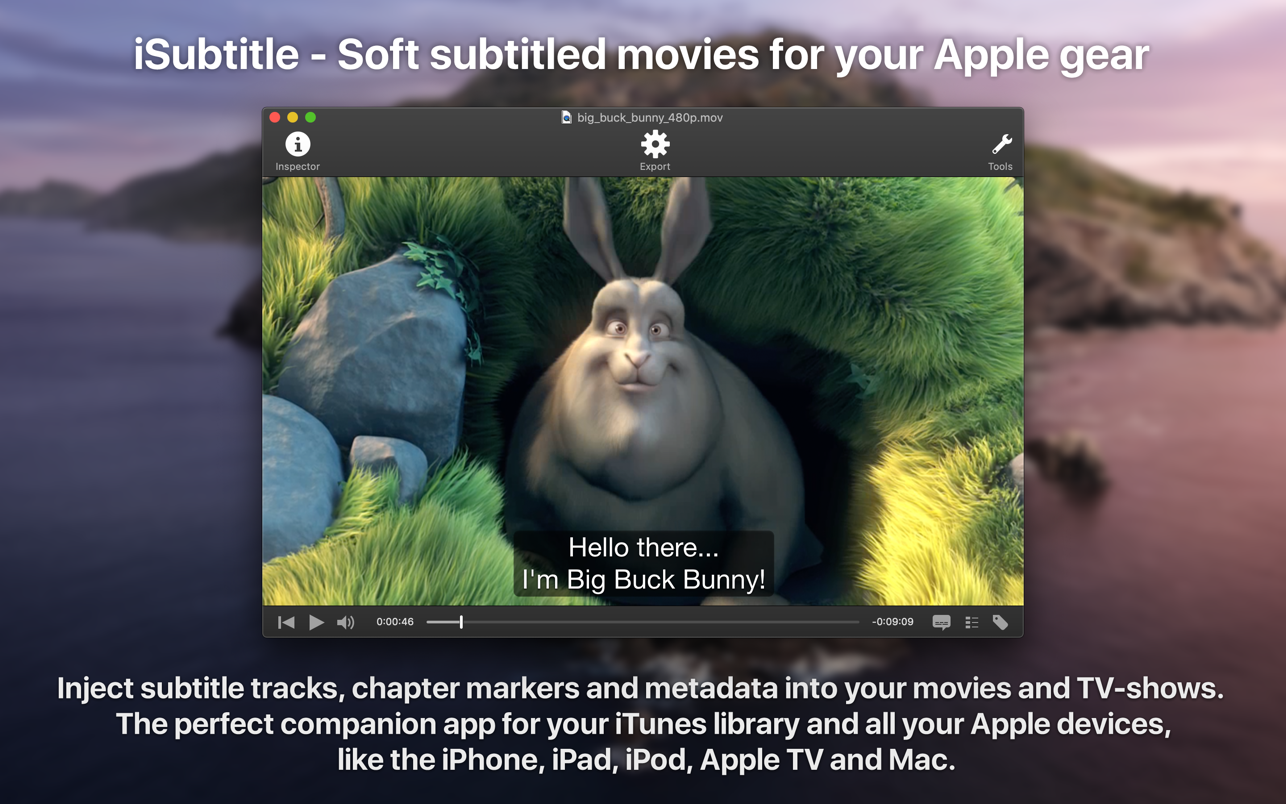 iSubtitle - Soft subtitled movies for your Apple gear
big_buck_bunny_480p.mov
Inspector
Export
Tools
Hello there...
I'm Big Buck Bunny!
0:00:46
-0:09:09
Inject subtitle tracks, chapter markers and metadata into your movies and TV-shows.
The perfect companion app for your iTunes library and all your Apple devices,
like the iPhone, iPad, iPod, Apple TV and Mac.